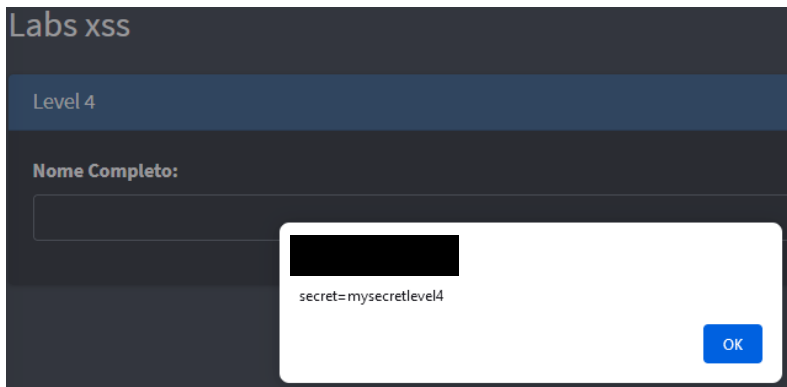 Labs xss
Level 4
Nome Completo:
secret=mysecretlevel4
OK